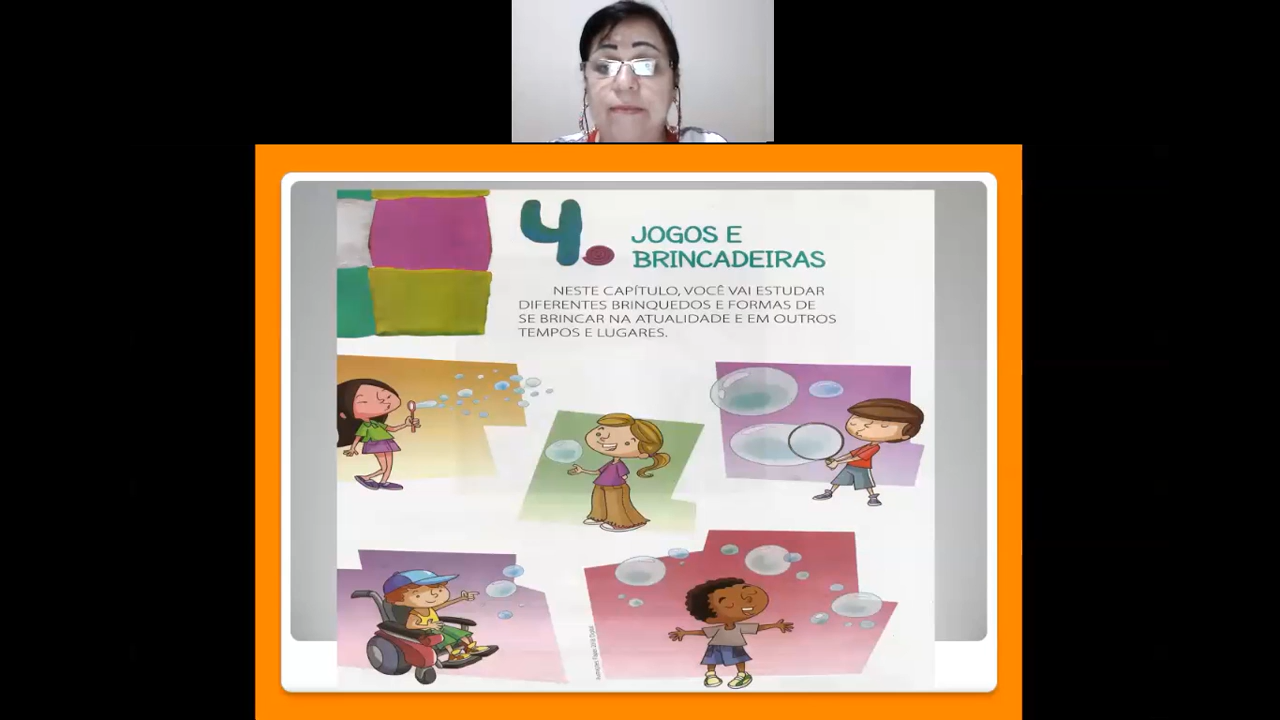 4.
JOGOS E
BRINCADEIRAS
NESTE CAPÍTULO, VOCÊ VAI ESTUDAR
DIFERENTES BRINQUEDOS E FORMAS DE
SE BRINCAR NA ATUALIDADE E EM OUTROS
TEMPOS E LUGARES.